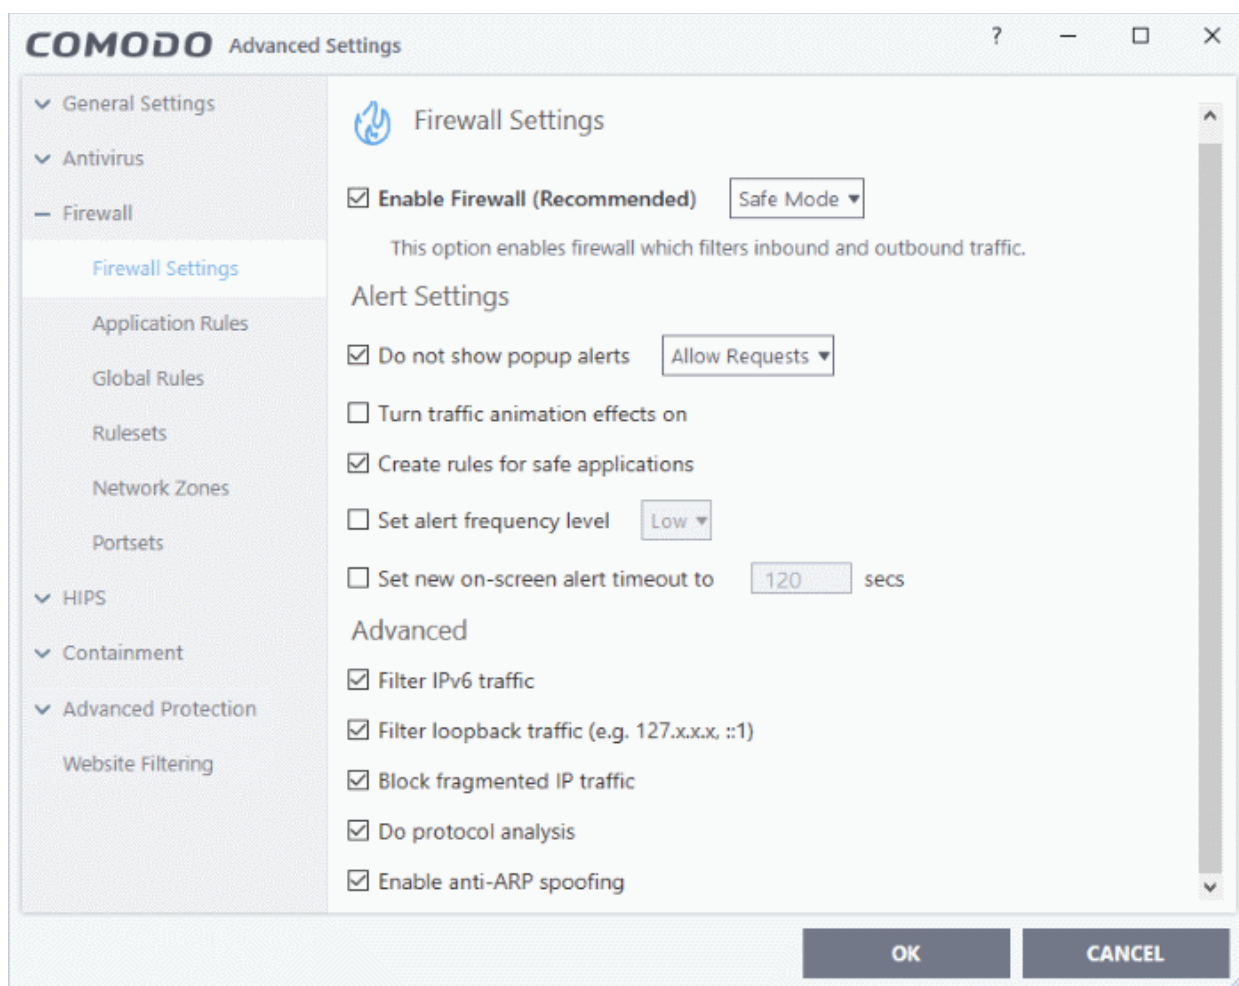 COMODO Advanced Settings ?
General Settings
Antivirus
Firewall
Firewall Settings
Application Rules
Global Rules
Rulesets
Network Zones
Portsets
HIPS
Containment
Advanced Protection
Website Filtering
Firewall Settings
Enable Firewall (Recommended) Safe Mode
This option enables firewall which filters inbound and outbound traffic.
Alert Settings
Do not show popup alerts Allow Requests
Turn traffic animation effects on
Create rules for safe applications
Set alert frequency level Low
Set new on-screen alert timeout to 120 secs
Advanced
Filter IPv6 traffic
Filter loopback traffic (e.g. 127.x.x.x, ::1)
Block fragmented IP traffic
Do protocol analysis
Enable anti-ARP spoofing
OK CANCEL